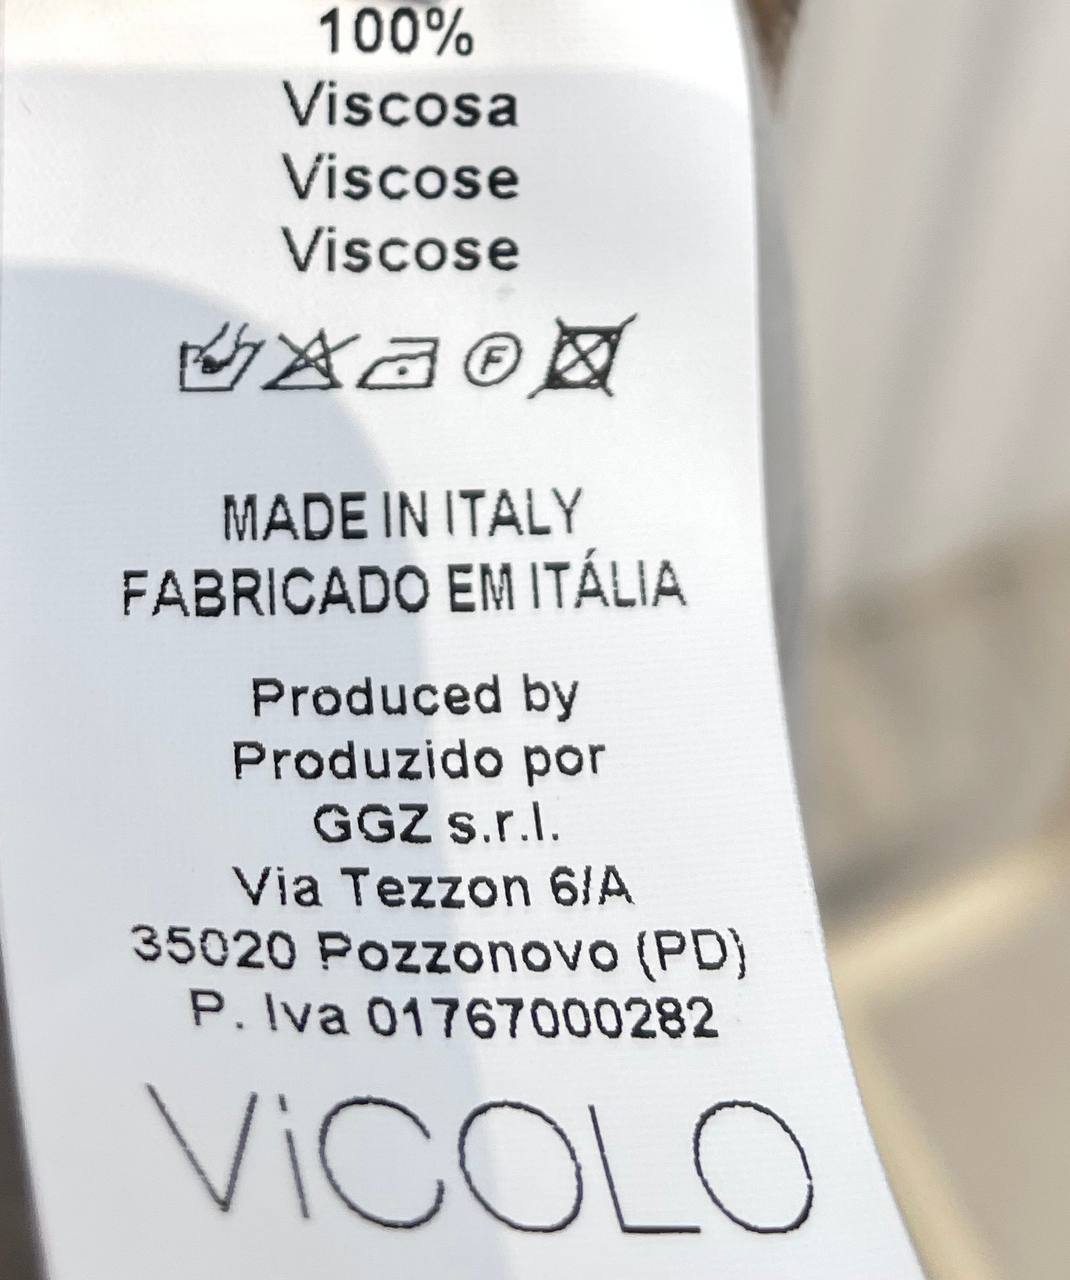 100%
Viscosa
Viscose
Viscose
F
MADE IN ITALY
FABRICADO EM ITÁLIA
Produced by
Produzido por
GGZ s.r.l.
Via Tezzon 6/A
35020 Pozzonovo (PD)
P. Iva 01767000282
ViCOLO